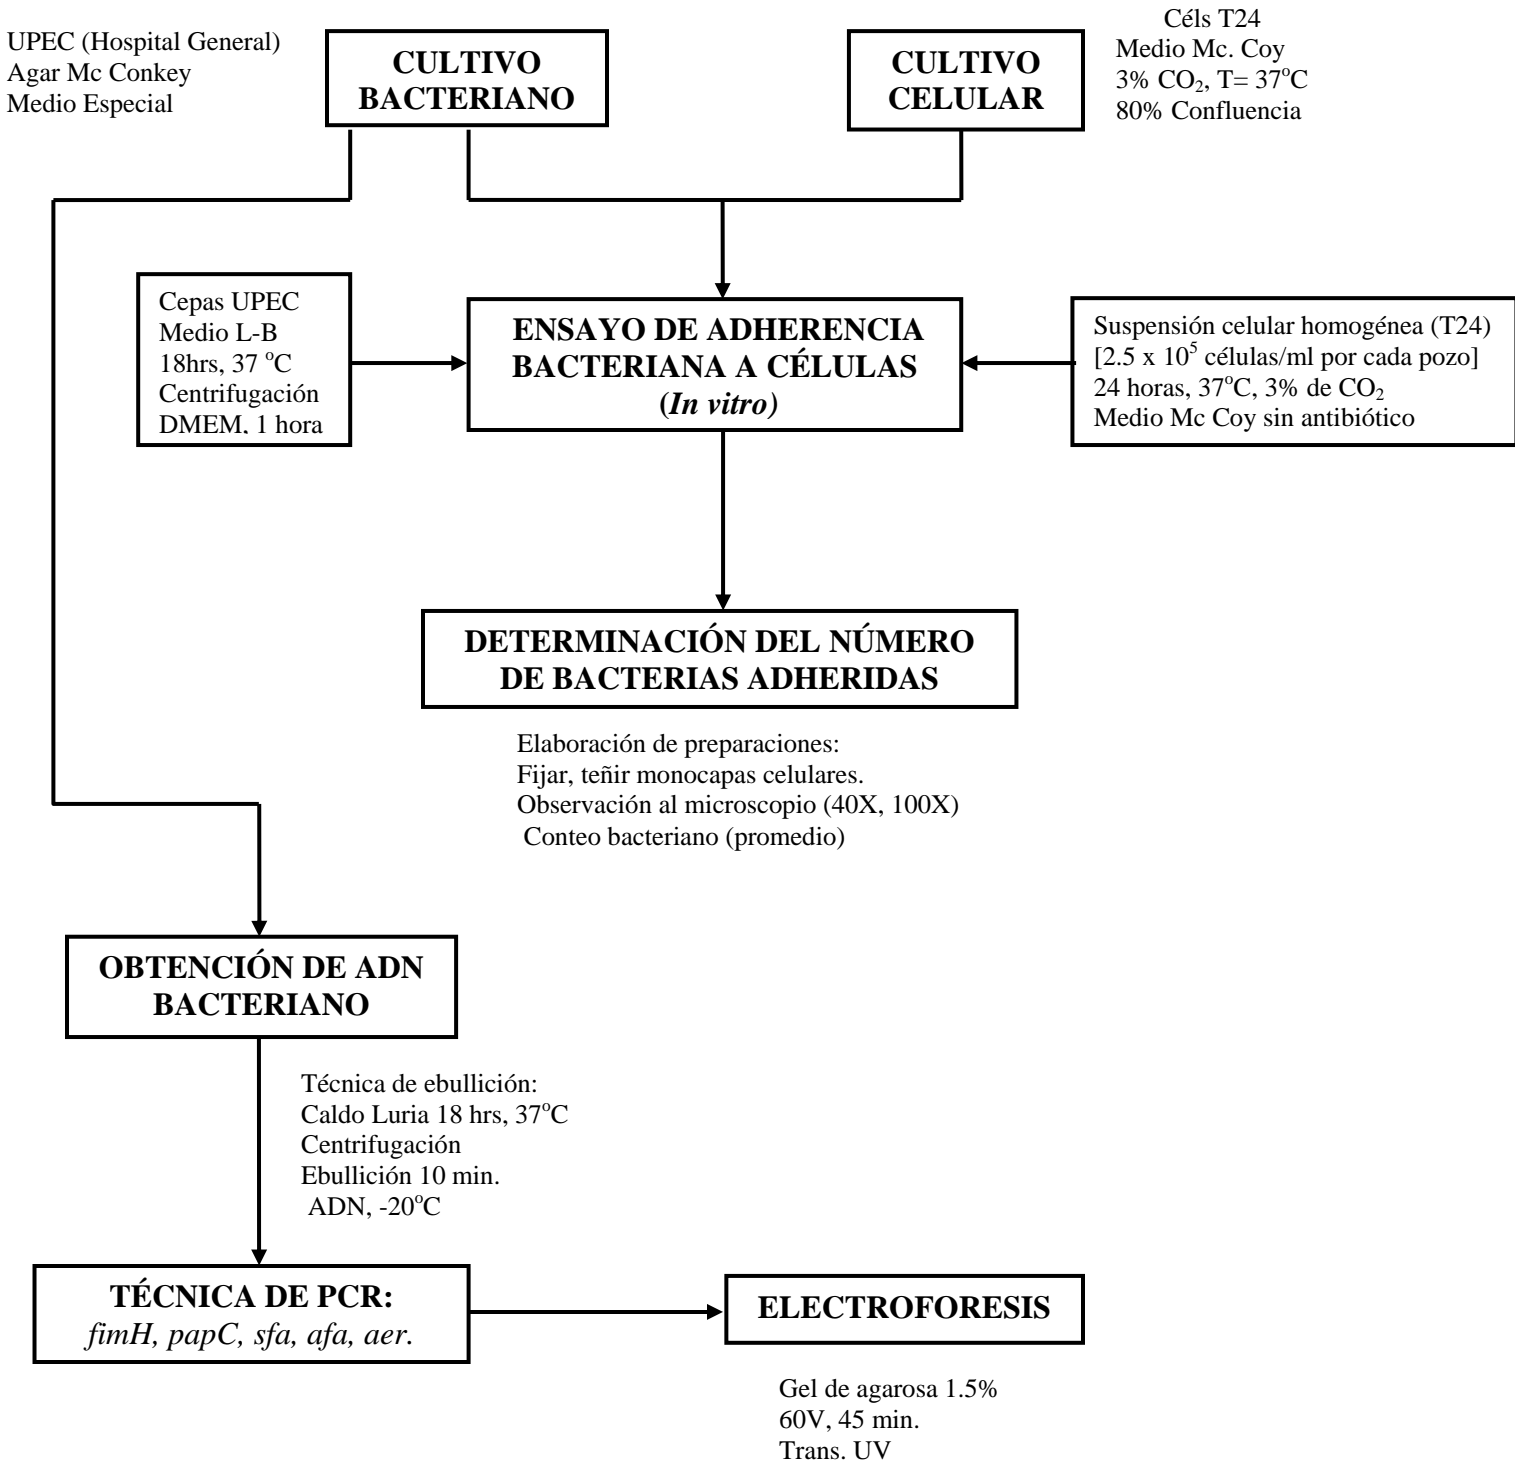 UPEC (Hospital General)
Agar Mc Conkey
Medio Especial
CULTIVO
BACTERIANO
CULTIVO
CELULAR
Céls T24
Medio Mc. Coy
3% CO₂, T= 37°C
80% Confluencia
Cepas UPEC
Medio L-B
18hrs, 37 °C
Centrifugación
DMEM, 1 hora
ENSAYO DE ADHERENCIA
BACTERIANA A CÉLULAS
(In vitro)
Suspensión celular homogénea (T24)
[2.5 x 10⁵ células/ml por cada pozo]
24 horas, 37°C, 3% de CO₂
Medio Mc Coy sin antibiótico
DETERMINACIÓN DEL NÚMERO
DE BACTERIAS ADHERIDAS
Elaboración de preparaciones:
Fijar, teñir monocapas celulares.
Observación al microscopio (40X, 100X)
Conteo bacteriano (promedio)
OBTENCIÓN DE ADN
BACTERIANO
Técnica de ebullición:
Caldo Luria 18 hrs, 37°C
Centrifugación
Ebullición 10 min.
ADN, -20°C
TÉCNICA DE PCR:
fimH, papC, sfa, afa, aer.
ELECTROFORESIS
Gel de agarosa 1.5%
60V, 45 min.
Trans. UV